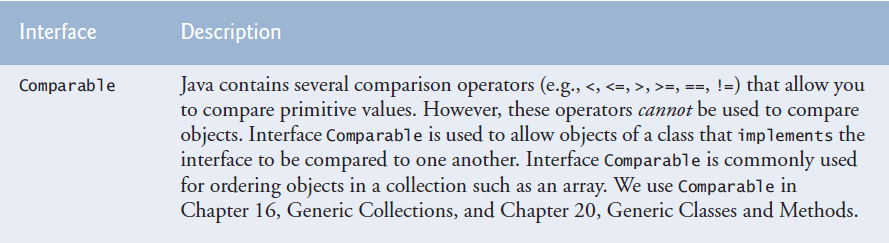 Interface Description
Comparable Java contains several comparison operators (e.g., <, <=, >, >=, ==, !=) that allow you
to compare primitive values. However, these operators cannot be used to compare
objects. Interface Comparable is used to allow objects of a class that implements the
interface to be compared to one another. Interface Comparable is commonly used
for ordering objects in a collection such as an array. We use Comparable in
Chapter 16, Generic Collections, and Chapter 20, Generic Classes and Methods.